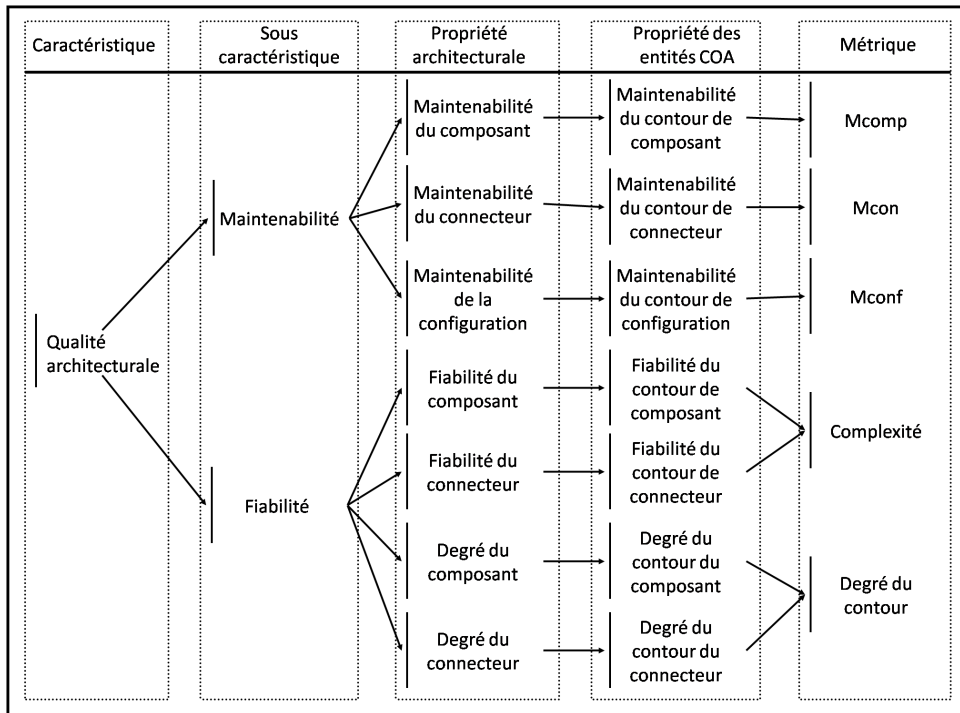 Caractéristique
Sous
caractéristique
Propriété
architecturale
Propriété des
entités COA
Métrique
Qualité
architecturale
Maintenabilité
Fiabilité
Maintenabilité
du composant
Maintenabilité
du connecteur
Maintenabilité
de la
configuration
Fiabilité du
composant
Fiabilité du
connecteur
Degré du
composant
Degré du
connecteur
Maintenabilité
du contour de
composant
Maintenabilité
du contour de
connecteur
Maintenabilité
du contour de
configuration
Fiabilité du
contour de
composant
Fiabilité du
contour de
connecteur
Degré du
contour du
composant
Degré du
contour du
connecteur
Mcomp
Mcon
Mconf
Complexité
Degré du
contour